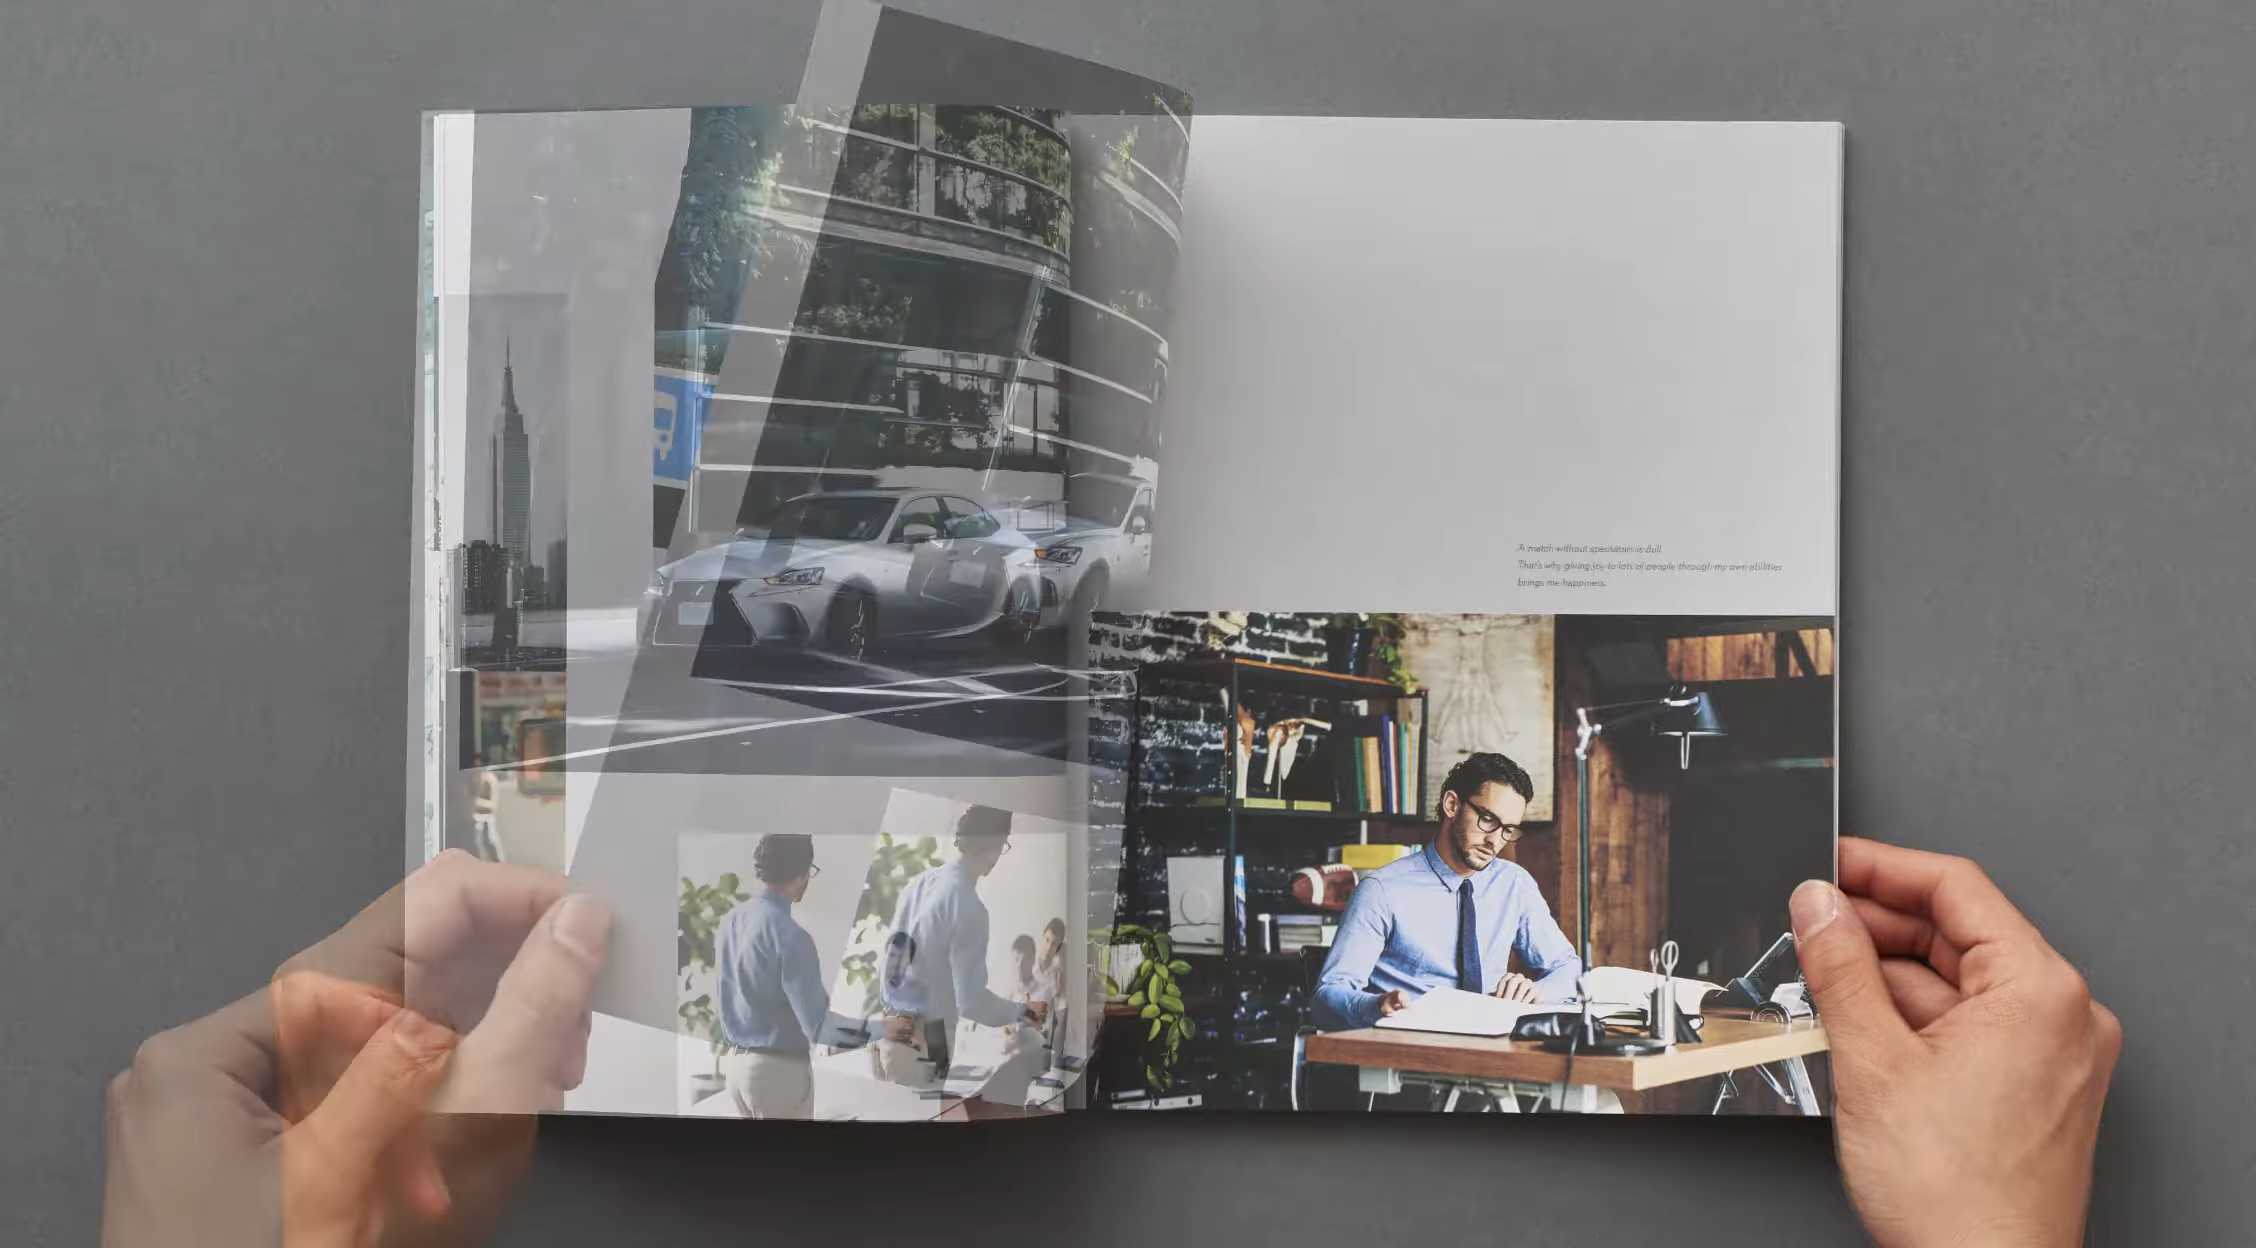 A match without spectators is dull.
That's why giving joy to lots of people through my own abilities
brings me happiness.